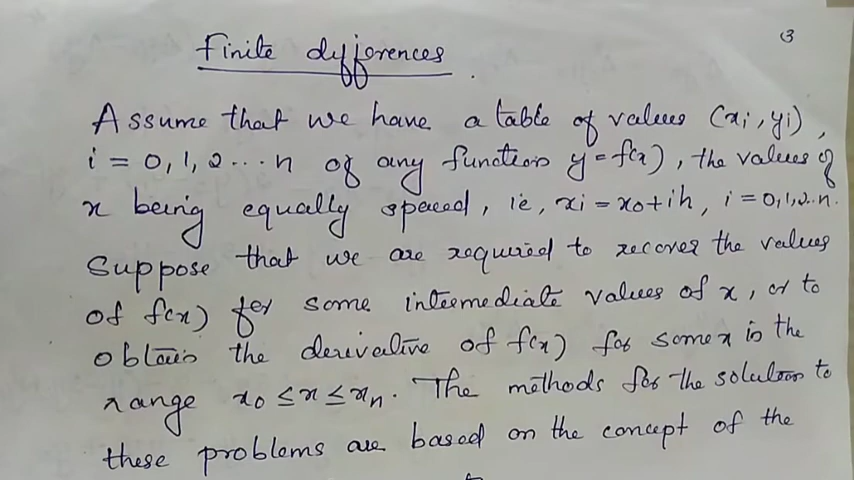 3
Finite differences
Assume that we have a table of values (xi, yi),
i = 0, 1, 2 ... n of any function y = f(x), the values of
x being equally spaced, ie, xi = x0 + ih, i = 0, 1, 2 .. n.
Suppose that we are required to recover the values
of f(x) for some intermediate values of x, or to
obtain the derivative of f(x) for some x in the
range x0 ≤ x ≤ xn. The methods for the solution to
these problems are based on the concept of the